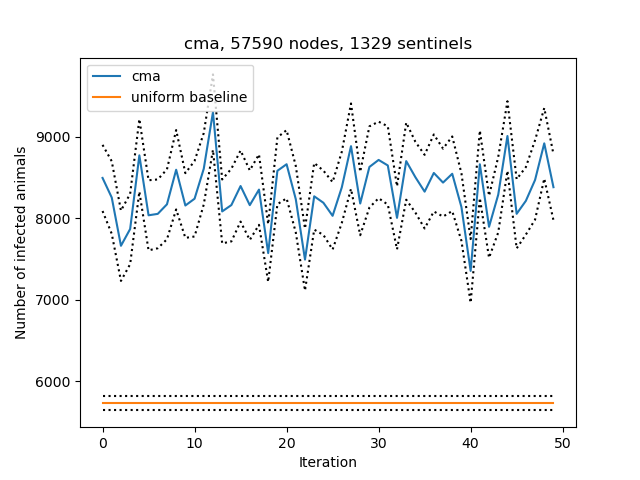 cma, 57590 nodes, 1329 sentinels
cma
uniform baseline
Number of infected animals
9000
8000
7000
6000
0
10
20
30
40
50
Iteration